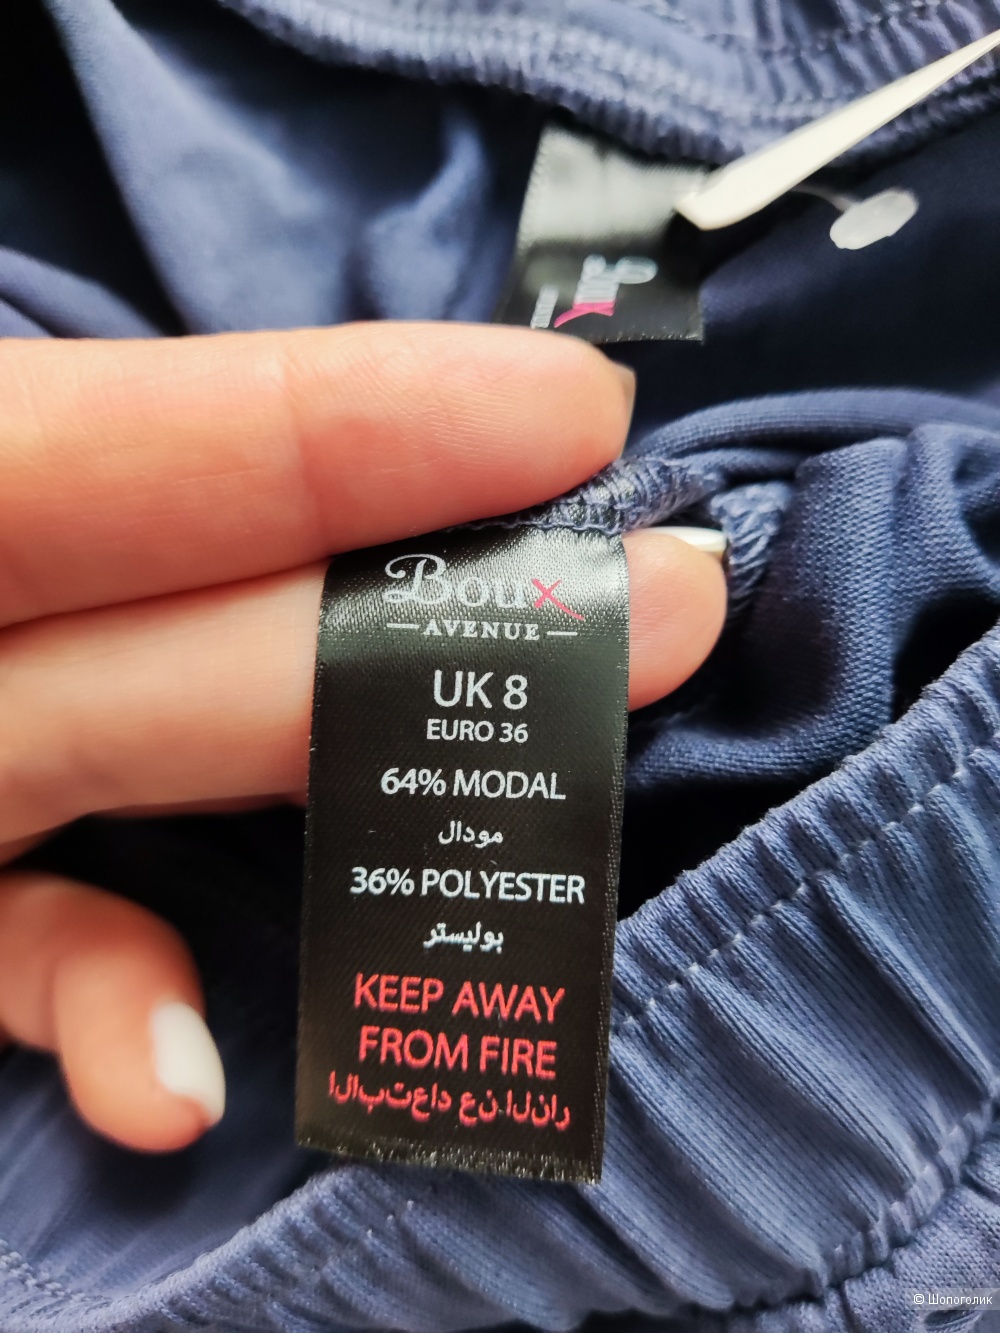 Boux
Boux
AVENUE
UK 8
EURO 36
64% MODAL
مودال
36% POLYESTER
بوليستر
KEEP AWAY
FROM FIRE
الابتعاد عن النار
© Шопоголик